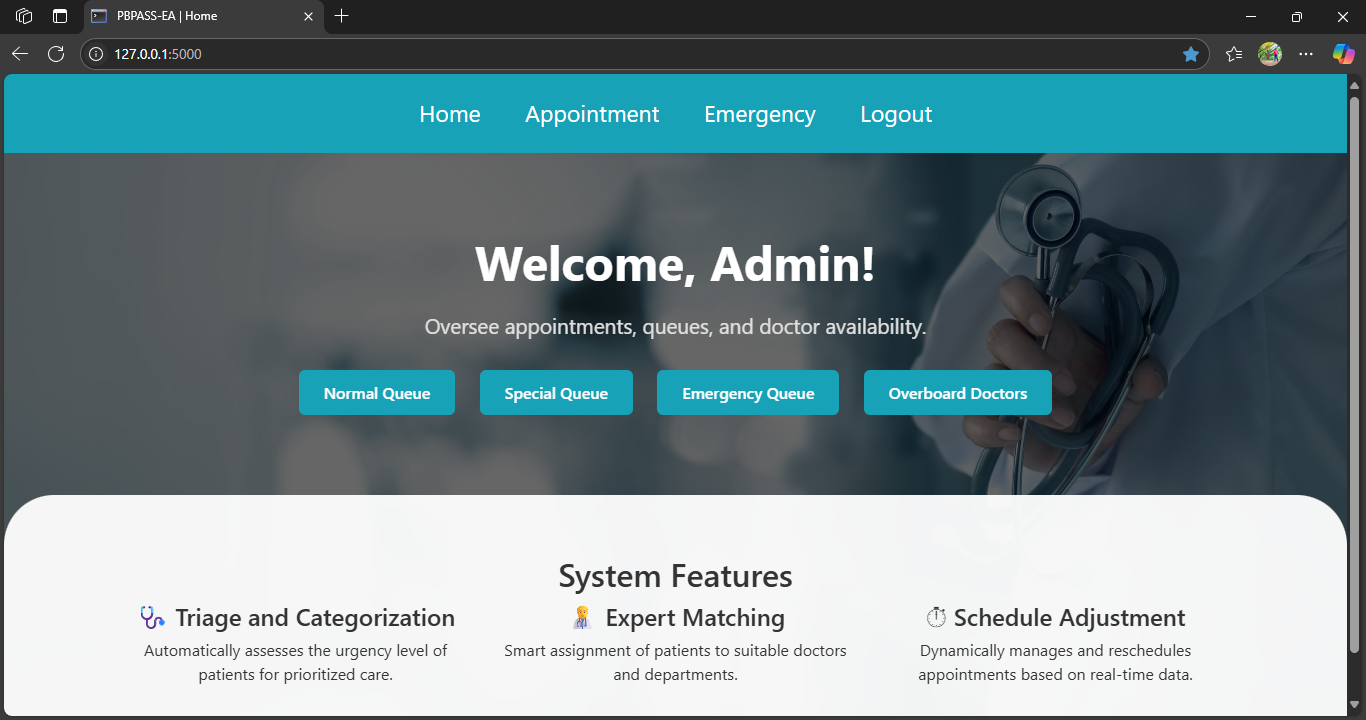 PBPASS-EA | Home
127.0.0.1:5000
Home Appointment Emergency Logout
Welcome, Admin!
Oversee appointments, queues, and doctor availability.
Normal Queue Special Queue Emergency Queue Overboard Doctors
System Features
Triage and Categorization
Automatically assesses the urgency level of
patients for prioritized care.
Expert Matching
Smart assignment of patients to suitable doctors
and departments.
Schedule Adjustment
Dynamically manages and reschedules
appointments based on real-time data.